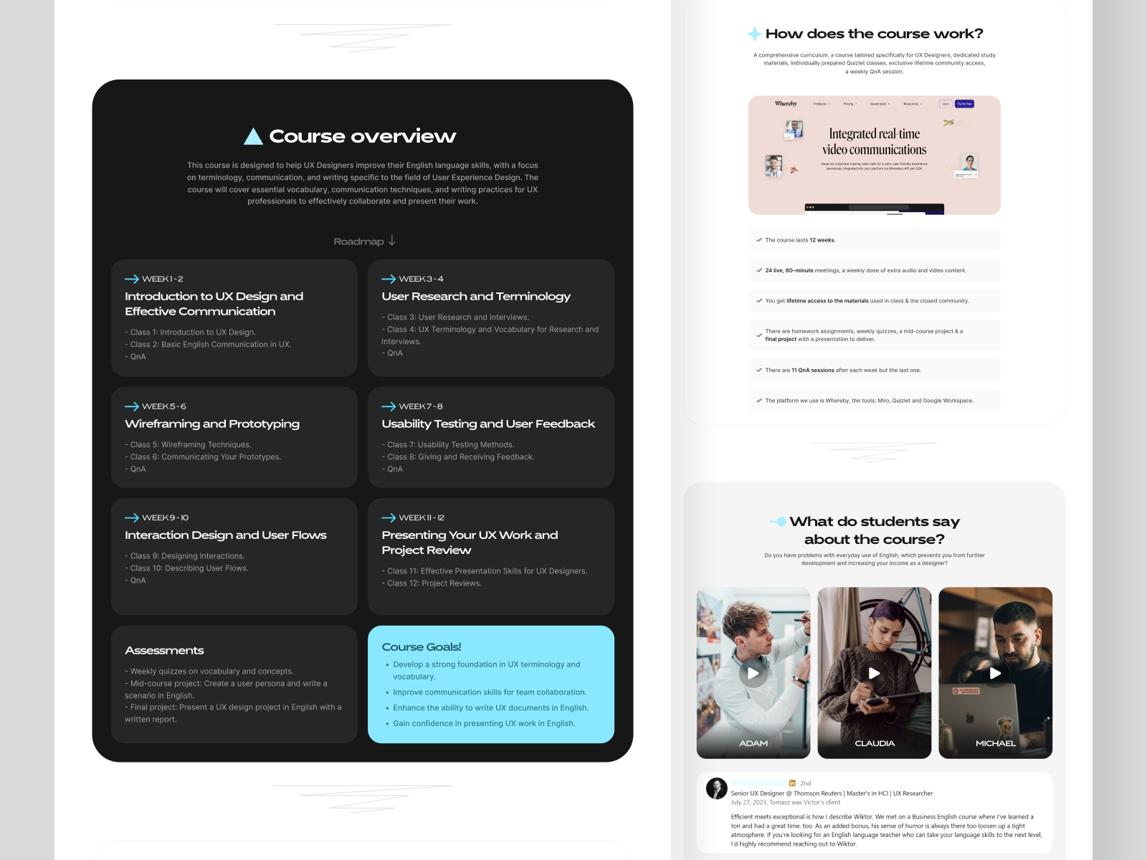 Course overview
This course is designed to help UX Designers improve their English language skills, with a focus
on terminology, communication, and writing specific to the field of User Experience Design. The
course will cover essential vocabulary, communication techniques, and writing practices for UX
professionals to effectively collaborate and present their work.
Roadmap
WEEK 1-2
Introduction to UX Design and
Effective Communication
- Class 1: Introduction to UX Design.
- Class 2: Basic English Communication in UX.
- QnA
WEEK 3-4
User Research and Terminology
- Class 3: User Research and Interviews.
- Class 4: UX Terminology and Vocabulary for Research and
Interviews.
- QnA
WEEK 5-6
Wireframing and Prototyping
- Class 5: Wireframing Techniques.
- Class 6: Communicating Your Prototypes.
- QnA
WEEK 7-8
Usability Testing and User Feedback
- Class 7: Usability Testing Methods.
- Class 8: Giving and Receiving Feedback.
- QnA
WEEK 9-10
Interaction Design and User Flows
- Class 9: Designing Interactions.
- Class 10: Describing User Flows.
- QnA
WEEK 11-12
Presenting Your UX Work and
Project Review
- Class 11: Effective Presentation Skills for UX Designers.
- Class 12: Project Reviews.
Assessments
- Weekly quizzes on vocabulary and concepts.
- Mid-course project: Create a user persona and write a
scenario in English.
- Final project: Present a UX design project in English with a
written report.
Course Goals!
• Develop a strong foundation in UX terminology and
vocabulary.
• Improve communication skills for team collaboration.
• Enhance the ability to write UX documents in English.
• Gain confidence in presenting UX work in English.
How does the course work?
A comprehensive curriculum, a course tailored specifically for UX Designers, dedicated study
materials, individually prepared Quizlet classes, exclusive lifetime community access,
a weekly QnA session.
Whereby
Products
Pricing
Developers
Resources
Integrated real-time
video communications
The course lasts 12 weeks.
24 live, 60-minute meetings, a weekly dose of extra audio and video content.
You get lifetime access to the materials used in class & the closed community.
There are homework assignments, weekly quizzes, a mid-course project & a
final project with a presentation to deliver.
There are 11 QnA sessions after each week but the last one.
The platform we use is Whereby, the tools: Miro, Quizlet and Google Workspace.
What do students say
about the course?
Do you have problems with everyday use of English, which prevents you from further
development and increasing your income as a designer?
ADAM
CLAUDIA
MICHAEL
in · 2nd
Senior UX Designer @ Thomson Reuters | Master's in HCI | UX Researcher
July 27, 2023, Tomasz was Victor's client
Efficient meets exceptional is how I describe Wiktor. We met on a Business English course where I've learned a
ton and had a great time, too. As an added bonus, his sense of humor is always there too loosen up a tight
atmosphere. If you're looking for an English language teacher who can take your language skills to the next level,
I'd highly recommend reaching out to Wiktor.